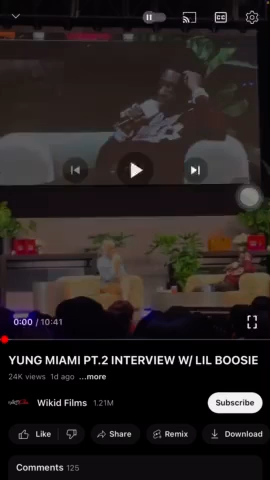 CC
0:00 / 10:41
YUNG MIAMI PT.2 INTERVIEW W/ LIL BOOSIE
24K views 1d ago ...more
Wikid Films 1.21M Subscribe
Like Share Remix Download
Comments 125